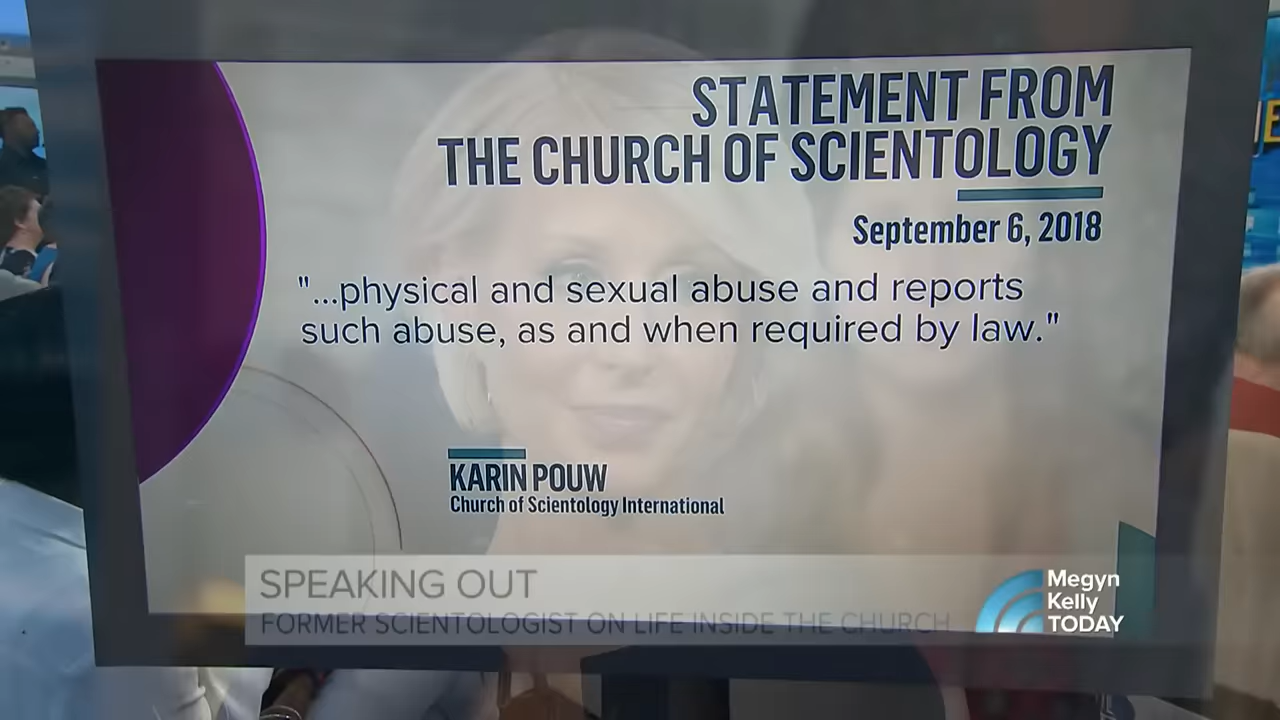 STATEMENT FROM
THE CHURCH OF SCIENTOLOGY
September 6, 2018
"...physical and sexual abuse and reports
such abuse, as and when required by law."
KARIN POUW
Church of Scientology International
SPEAKING OUT
FORMER SCIENTOLOGIST ON LIFE INSIDE THE CHURCH
Megyn
Kelly
TODAY